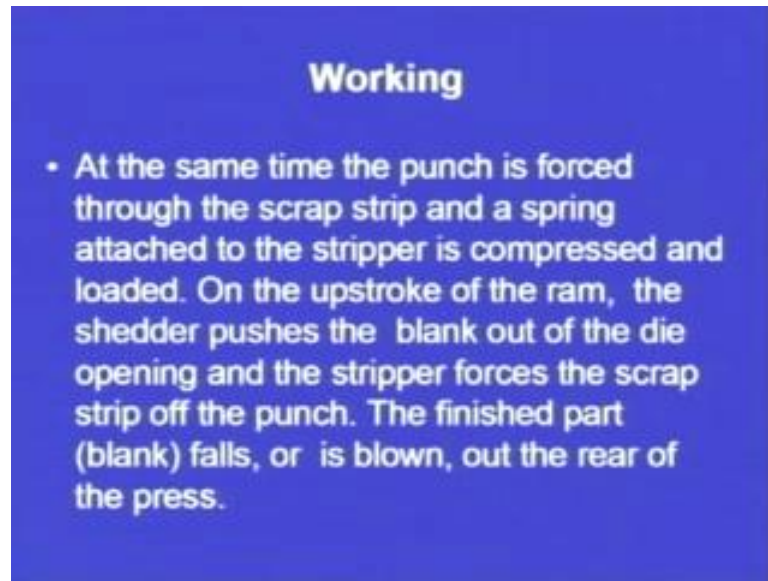 Working
• At the same time the punch is forced
through the scrap strip and a spring
attached to the stripper is compressed and
loaded. On the upstroke of the ram, the
shedder pushes the blank out of the die
opening and the stripper forces the scrap
strip off the punch. The finished part
(blank) falls, or is blown, out the rear of
the press.